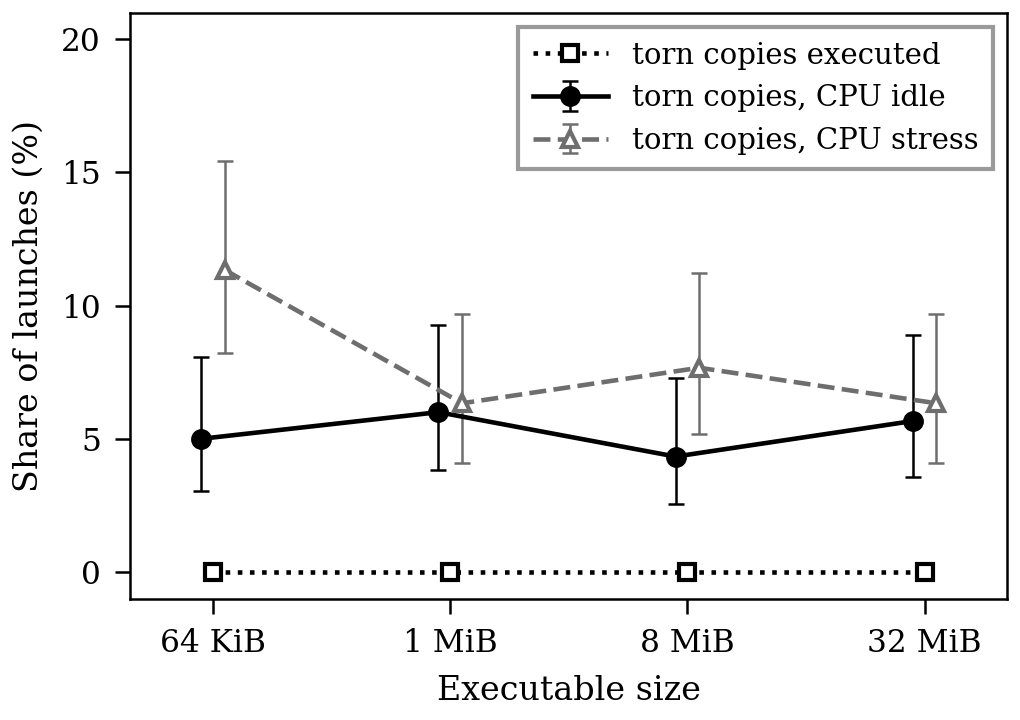 torn copies executed
torn copies, CPU idle
torn copies, CPU stress
Share of launches (%)
20
15
10
5
0
64 KiB 1 MiB 8 MiB 32 MiB
Executable size